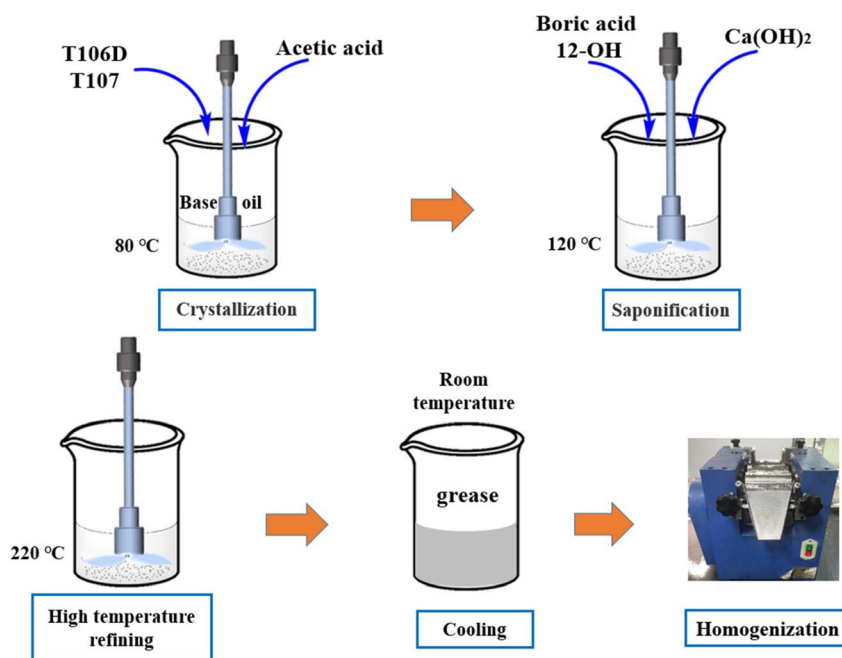 T106D
T107
Acetic acid
Base oil
80 ℃
Crystallization
Boric acid
12-OH
Ca(OH)₂
120 ℃
Saponification
220 ℃
High temperature
refining
Room
temperature
grease
Cooling
Homogenization